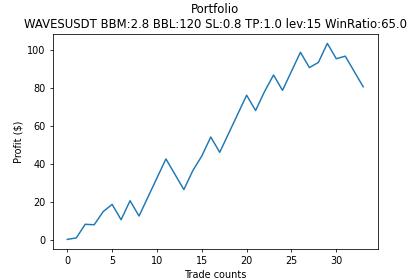 Portfolio
WAVESUSDT BBM:2.8 BBL:120 SL:0.8 TP:1.0 lev:15 WinRatio:65.0
100
80
60
40
20
0
Profit ($)
0 5 10 15 20 25 30
Trade counts